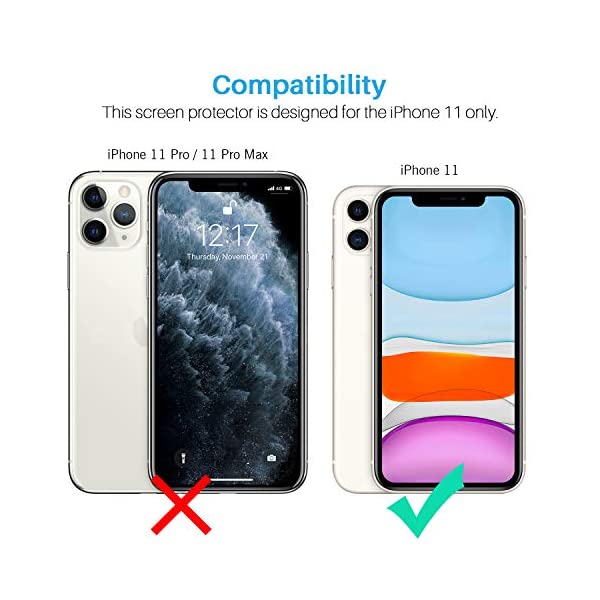 Compatibility
This screen protector is designed for the iPhone 11 only.
iPhone 11 Pro / 11 Pro Max
iPhone 11
4G
12:17
Thursday, November 21